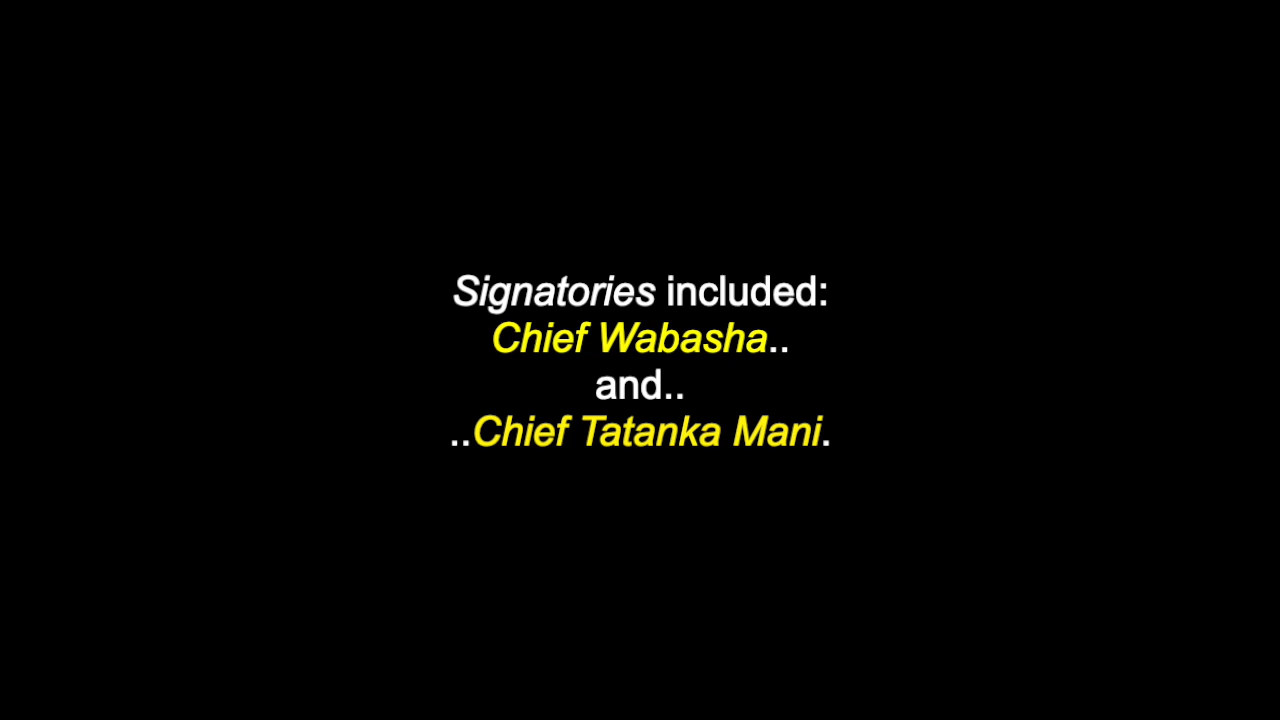 Signatories included:
Chief Wabasha..
and..
..Chief Tatanka Mani.